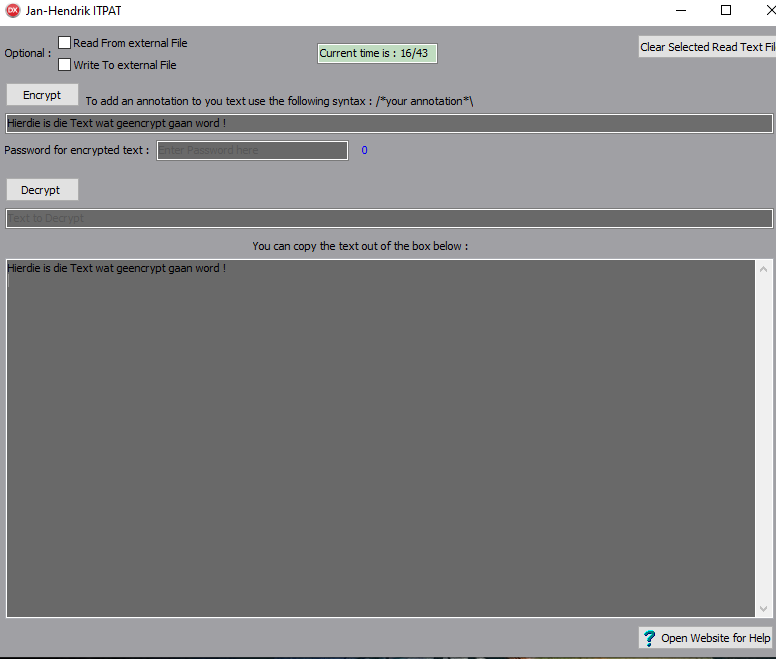 DX Jan-Hendrik ITPAT
Optional :
Read From external File
Write To external File
Current time is : 16/43
Clear Selected Read Text Fil
Encrypt
To add an annotation to you text use the following syntax : /*your annotation*\
Hierdie is die Text wat geencrypt gaan word !
Password for encrypted text :
Enter Password here
0
Decrypt
Text to Decrypt
You can copy the text out of the box below :
Hierdie is die Text wat geencrypt gaan word !
? Open Website for Help